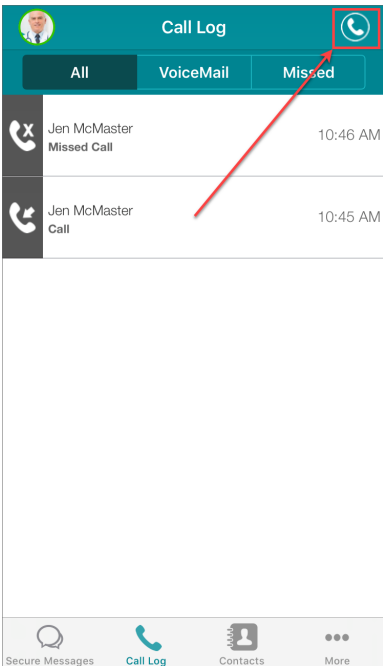 Call Log
All VoiceMail Missed
Jen McMaster
Missed Call
10:46 AM
Jen McMaster
Call
10:45 AM
Secure Messages Call Log Contacts More